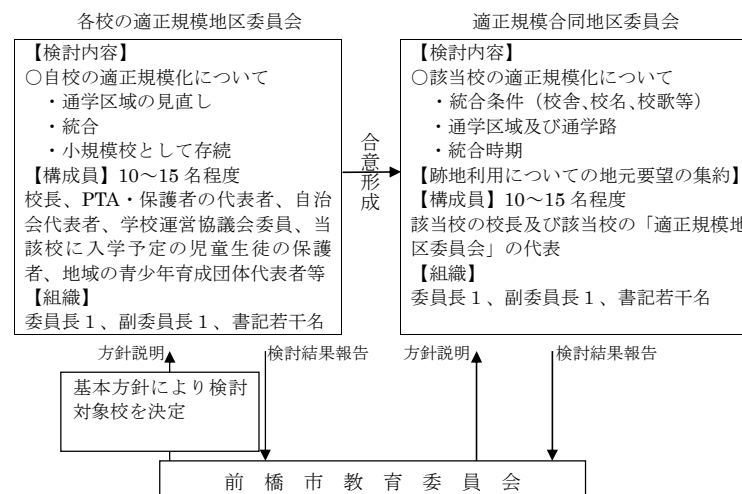 各校の適正規模地区委員会
【検討内容】
○自校の適正規模化について
・通学区域の見直し
・統合
・小規模校として存続
【構成員】10～15 名程度
校長、PTA・保護者の代表者、自治
会代表者、学校運営協議会委員、当
該校に入学予定の児童生徒の保護
者、地域の青少年育成団体代表者等
【組織】
委員長 1 、副委員長 1 、書記若干名
合意形成
適正規模合同地区委員会
【検討内容】
○該当校の適正規模化について
・統合条件（校舎、校名、校歌等）
・通学区域及び通学路
・統合時期
【跡地利用についての地元要望の集約】
【構成員】10～15 名程度
該当校の校長及び該当校の「適正規模地
区委員会」の代表
【組織】
委員長 1 、副委員長 1 、書記若干名
方針説明
検討結果報告
方針説明
検討結果報告
基本方針により検討
対象校を決定
前 橋 市 教 育 委 員 会